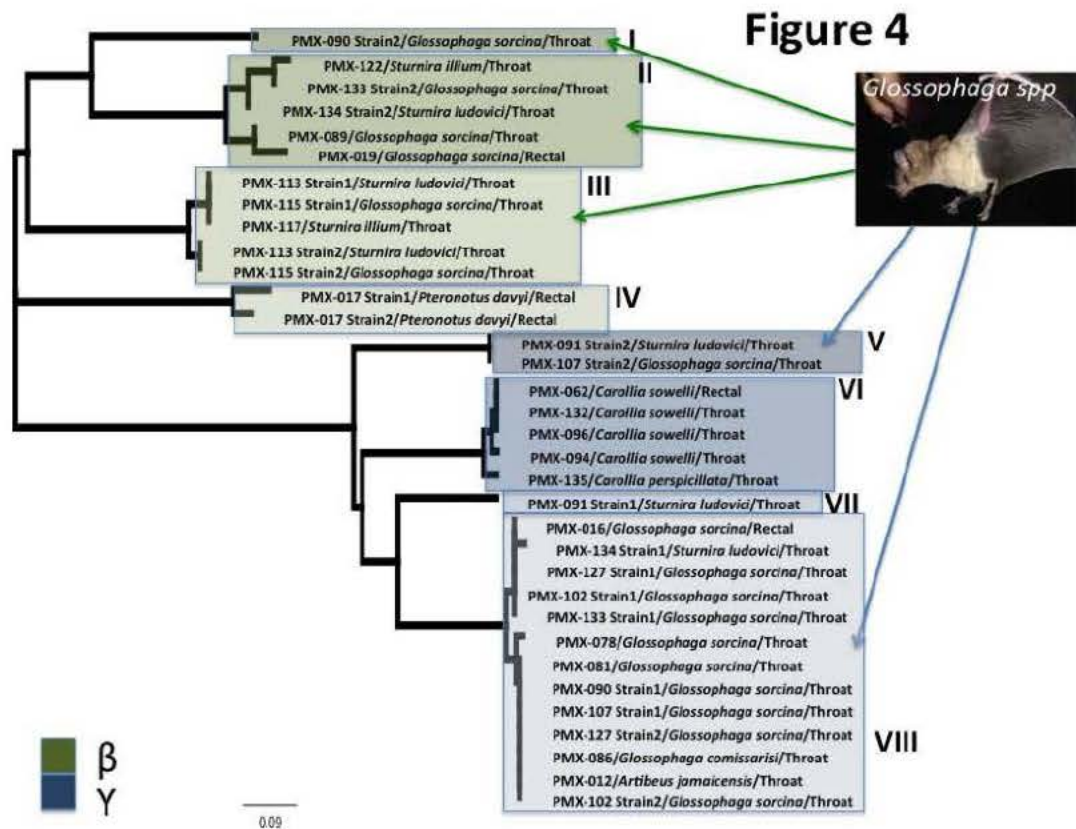 Figure 4
Glossophaga spp
PMX-090 Strain2/Glossophaga sorcina/Throat
I
PMX-122/Sturnira illium/Throat
II
PMX-133 Strain2/Glossophaga sorcina/Throat
PMX-134 Strain2/Sturnira ludovici/Throat
PMX-089/Glossophaga sorcina/Throat
PMX-019/Glossophaga sorcina/Rectal
PMX-113 Strain1/Sturnira ludovici/Throat
III
PMX-115 Strain1/Glossophaga sorcina/Throat
PMX-117/Sturnira illium/Throat
PMX-113 Strain2/Sturnira ludovici/Throat
PMX-115 Strain2/Glossophaga sorcina/Throat
PMX-017 Strain1/Pteronotus davyi/Rectal
IV
PMX-017 Strain2/Pteronotus davyi/Rectal
PMX-091 Strain2/Sturnira ludovici/Throat
V
PMX-107 Strain2/Glossophaga sorcina/Throat
PMX-062/Carollia sowelli/Rectal
VI
PMX-132/Carollia sowelli/Throat
PMX-096/Carollia sowelli/Throat
PMX-094/Carollia sowelli/Throat
PMX-135/Carollia perspicillata/Throat
PMX-091 Strain1/Sturnira ludovici/Throat
VII
PMX-016/Glossophaga sorcina/Rectal
PMX-134 Strain1/Sturnira ludovici/Throat
PMX-127 Strain1/Glossophaga sorcina/Throat
PMX-102 Strain1/Glossophaga sorcina/Throat
PMX-133 Strain1/Glossophaga sorcina/Throat
PMX-078/Glossophaga sorcina/Throat
PMX-081/Glossophaga sorcina/Throat
PMX-090 Strain1/Glossophaga sorcina/Throat
PMX-107 Strain1/Glossophaga sorcina/Throat
PMX-127 Strain2/Glossophaga sorcina/Throat
VIII
PMX-086/Glossophaga comissarisi/Throat
PMX-012/Artibeus jamaicensis/Throat
PMX-102 Strain2/Glossophaga sorcina/Throat
β
γ
0.09